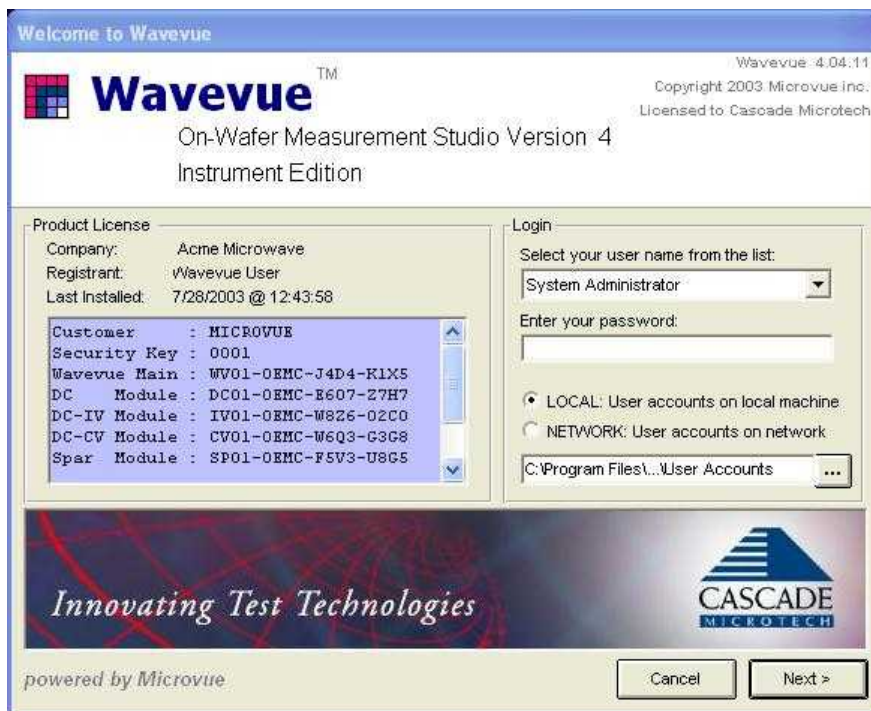 Welcome to Wavevue
Wavevue 4.04.11
Copyright 2003 Microvue inc.
Licensed to Cascade Microtech
Wavevue™
On-Wafer Measurement Studio Version 4
Instrument Edition
Product License
Company: Acme Microwave
Registrant: Wavevue User
Last Installed: 7/28/2003 @ 12:43:58
Customer : MICROVUE
Security Key : 0001
Wavevue Main : WV01-0EMC-J4D4-K1X5
DC Module : DC01-0EMC-E607-Z7H7
DC-IV Module : IV01-0EMC-W8Z6-02C0
DC-CV Module : CV01-0EMC-W6Q3-G3G8
Spar Module : SP01-0EMC-F5V3-U8G5
Login
Select your user name from the list:
System Administrator
Enter your password:
LOCAL: User accounts on local machine
NETWORK: User accounts on network
C:\Program Files\...\User Accounts
...
Innovating Test Technologies
CASCADE
MICROTECH
powered by Microvue
Cancel
Next >